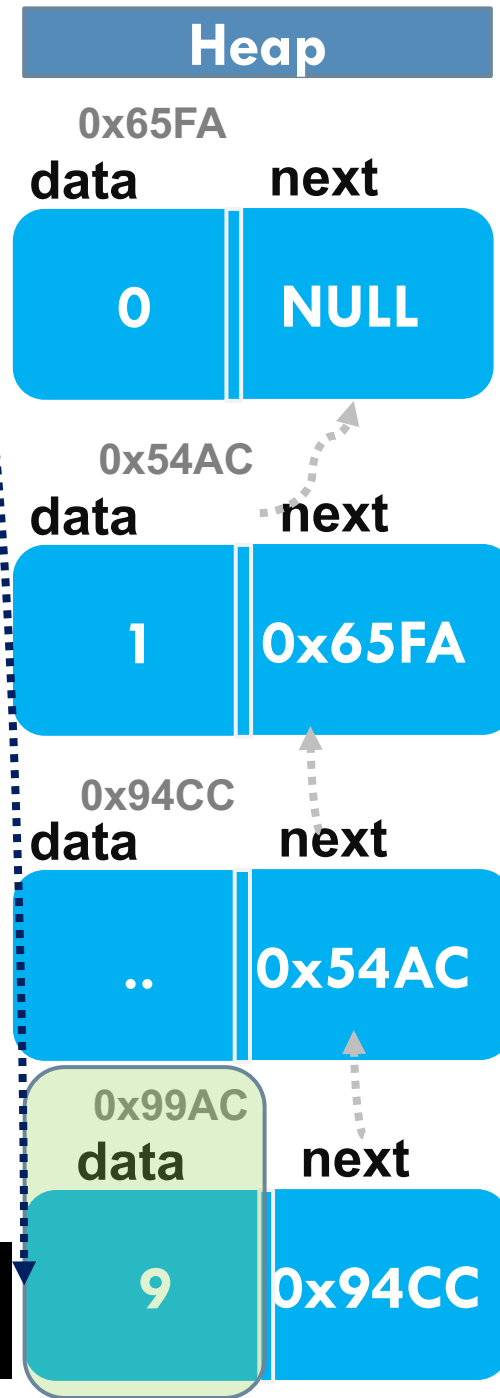 Heap
0x65FA
data next
0 NULL
0x54AC
data next
1 0x65FA
0x94CC
data next
.. 0x54AC
0x99AC
data next
9 0x94CC